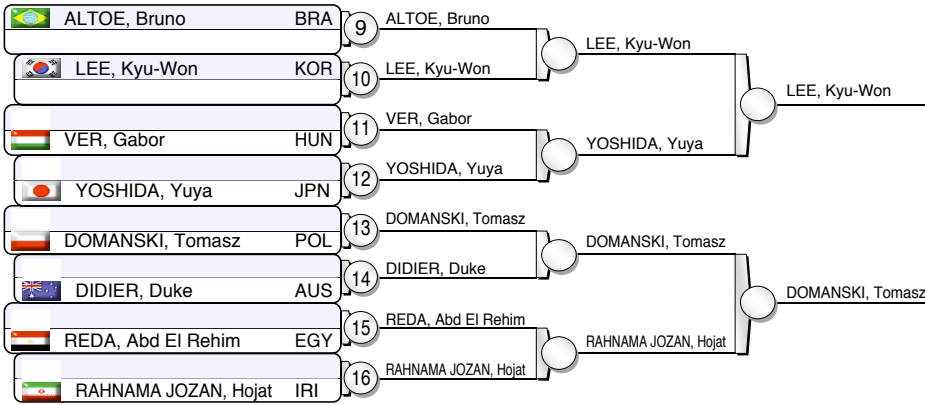 ALTOE, Bruno BRA
LEE, Kyu-Won KOR
VER, Gabor HUN
YOSHIDA, Yuya JPN
DOMANSKI, Tomasz POL
DIDIER, Duke AUS
REDA, Abd El Rehim EGY
RAHNAMA JOZAN, Hojat IRI
9
10
11
12
13
14
15
16
ALTOE, Bruno
LEE, Kyu-Won
VER, Gabor
YOSHIDA, Yuya
DOMANSKI, Tomasz
DIDIER, Duke
REDA, Abd El Rehim
RAHNAMA JOZAN, Hojat
LEE, Kyu-Won
YOSHIDA, Yuya
DOMANSKI, Tomasz
RAHNAMA JOZAN, Hojat
LEE, Kyu-Won
DOMANSKI, Tomasz